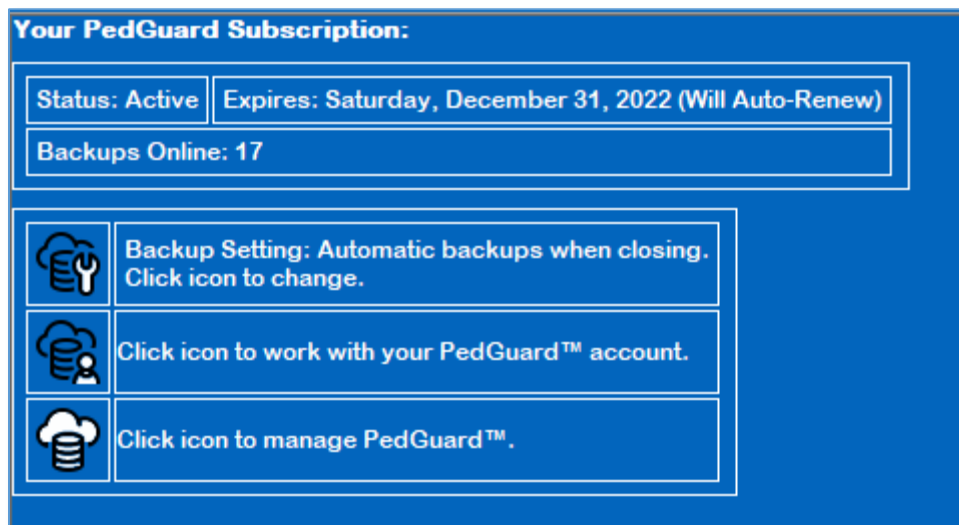 Your PedGuard Subscription:
Status: Active
Expires: Saturday, December 31, 2022 (Will Auto-Renew)
Backups Online: 17
Backup Setting: Automatic backups when closing.
Click icon to change.
Click icon to work with your PedGuard™ account.
Click icon to manage PedGuard™.